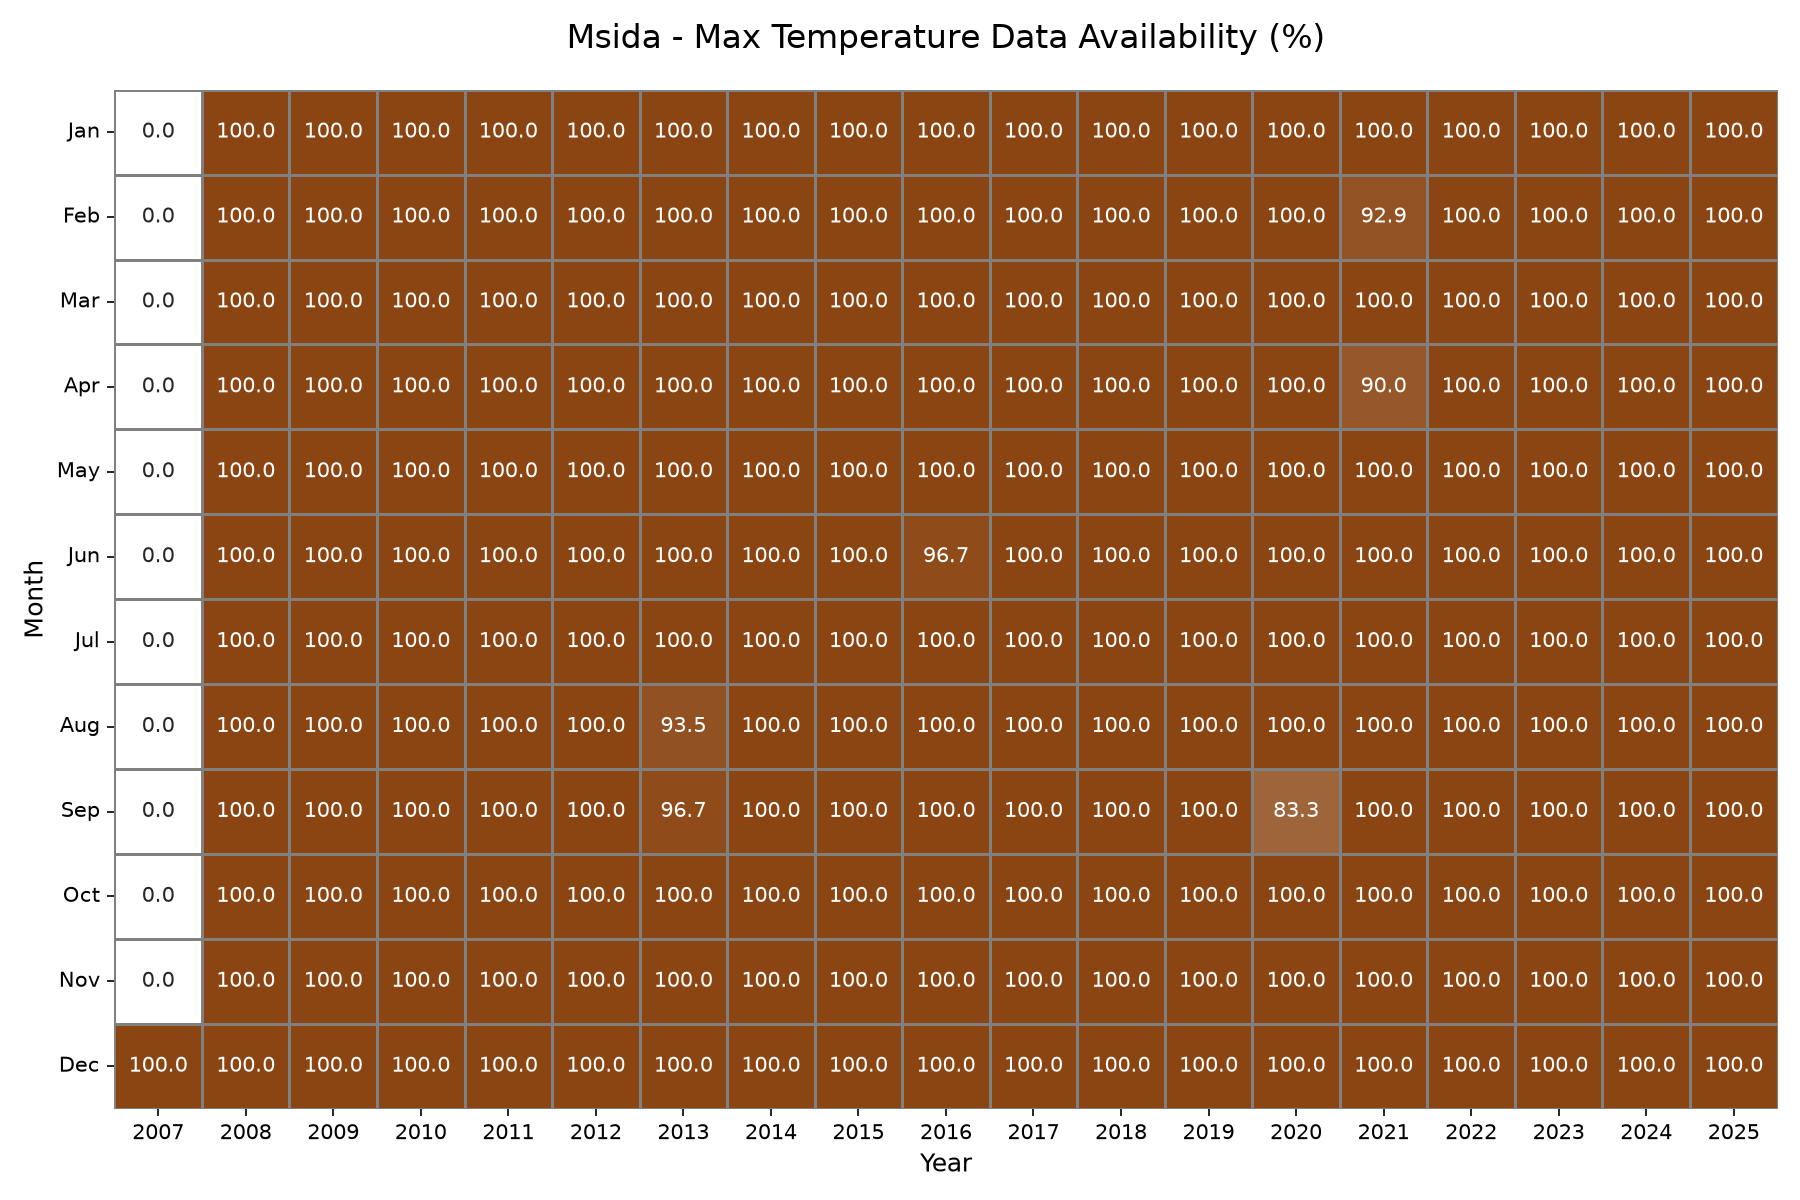 Msida - Max Temperature Data Availability (%)
Jan 0.0 100.0 100.0 100.0 100.0 100.0 100.0 100.0 100.0 100.0 100.0 100.0 100.0 100.0 100.0 100.0 100.0 100.0 100.0
Feb 0.0 100.0 100.0 100.0 100.0 100.0 100.0 100.0 100.0 100.0 100.0 100.0 100.0 100.0 92.9 100.0 100.0 100.0 100.0
Mar 0.0 100.0 100.0 100.0 100.0 100.0 100.0 100.0 100.0 100.0 100.0 100.0 100.0 100.0 100.0 100.0 100.0 100.0 100.0
Apr 0.0 100.0 100.0 100.0 100.0 100.0 100.0 100.0 100.0 100.0 100.0 100.0 100.0 100.0 90.0 100.0 100.0 100.0 100.0
May 0.0 100.0 100.0 100.0 100.0 100.0 100.0 100.0 100.0 100.0 100.0 100.0 100.0 100.0 100.0 100.0 100.0 100.0 100.0
Jun 0.0 100.0 100.0 100.0 100.0 100.0 100.0 100.0 100.0 96.7 100.0 100.0 100.0 100.0 100.0 100.0 100.0 100.0 100.0
Jul 0.0 100.0 100.0 100.0 100.0 100.0 100.0 100.0 100.0 100.0 100.0 100.0 100.0 100.0 100.0 100.0 100.0 100.0 100.0
Aug 0.0 100.0 100.0 100.0 100.0 100.0 93.5 100.0 100.0 100.0 100.0 100.0 100.0 100.0 100.0 100.0 100.0 100.0 100.0
Sep 0.0 100.0 100.0 100.0 100.0 100.0 96.7 100.0 100.0 100.0 100.0 100.0 100.0 83.3 100.0 100.0 100.0 100.0 100.0
Oct 0.0 100.0 100.0 100.0 100.0 100.0 100.0 100.0 100.0 100.0 100.0 100.0 100.0 100.0 100.0 100.0 100.0 100.0 100.0
Nov 0.0 100.0 100.0 100.0 100.0 100.0 100.0 100.0 100.0 100.0 100.0 100.0 100.0 100.0 100.0 100.0 100.0 100.0 100.0
Dec 100.0 100.0 100.0 100.0 100.0 100.0 100.0 100.0 100.0 100.0 100.0 100.0 100.0 100.0 100.0 100.0 100.0 100.0 100.0
2007 2008 2009 2010 2011 2012 2013 2014 2015 2016 2017 2018 2019 2020 2021 2022 2023 2024 2025
Year
Month